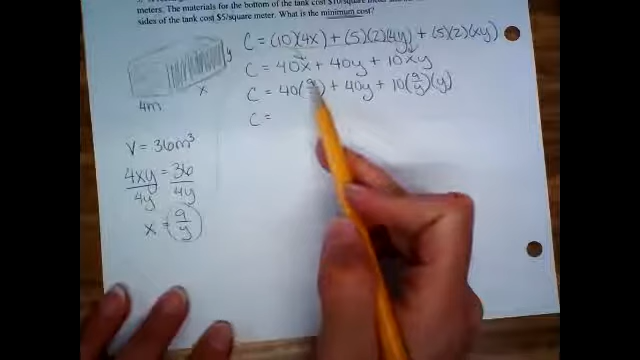 meters. The materials for the bottom of the tank cost $10/square meter and the
sides of the tank cost $5/square meter. What is the minimum cost?
C = (10)(4x) + (5)(2)(4y) + (5)(2)(xy)
C = 40x + 40y + 10xy
C = 40(9/y) + 40y + 10(9/y)(y)
C =
y
x
4m
V = 36m³
4xy = 36
4y 4y
x = 9/y